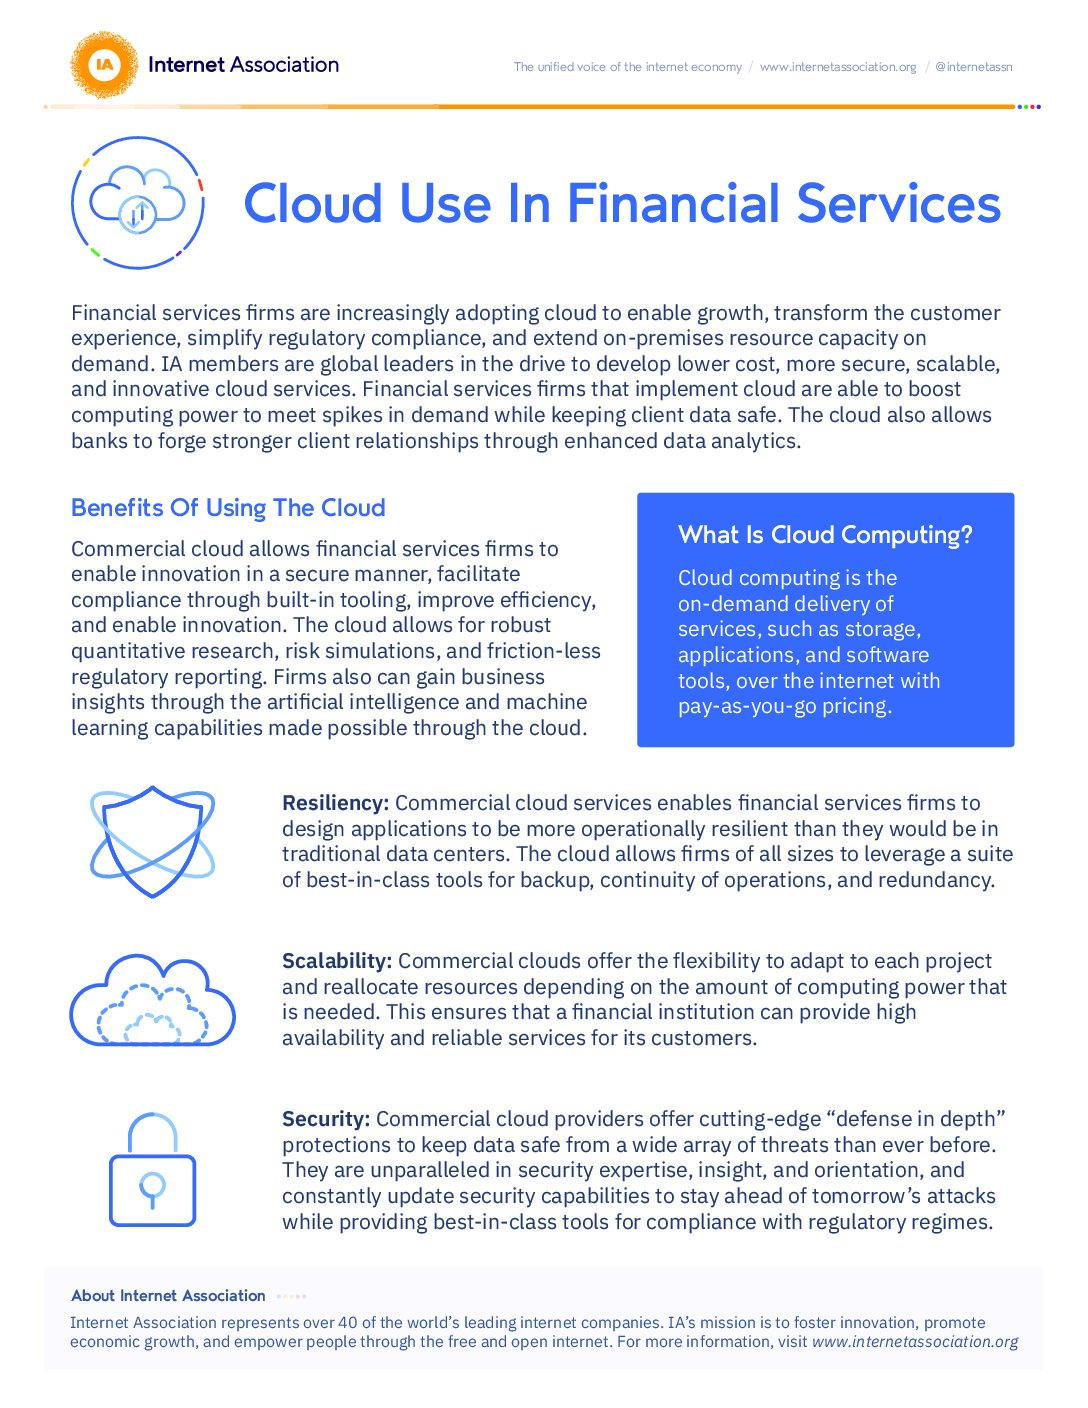 IA Internet Association
The unified voice of the internet economy / www.internetassociation.org / @internetassn
Cloud Use In Financial Services
Financial services firms are increasingly adopting cloud to enable growth, transform the customer
experience, simplify regulatory compliance, and extend on-premises resource capacity on
demand. IA members are global leaders in the drive to develop lower cost, more secure, scalable,
and innovative cloud services. Financial services firms that implement cloud are able to boost
computing power to meet spikes in demand while keeping client data safe. The cloud also allows
banks to forge stronger client relationships through enhanced data analytics.
Benefits Of Using The Cloud
Commercial cloud allows financial services firms to
enable innovation in a secure manner, facilitate
compliance through built-in tooling, improve efficiency,
and enable innovation. The cloud allows for robust
quantitative research, risk simulations, and friction-less
regulatory reporting. Firms also can gain business
insights through the artificial intelligence and machine
learning capabilities made possible through the cloud.
What Is Cloud Computing?
Cloud computing is the
on-demand delivery of
services, such as storage,
applications, and software
tools, over the internet with
pay-as-you-go pricing.
Resiliency: Commercial cloud services enables financial services firms to
design applications to be more operationally resilient than they would be in
traditional data centers. The cloud allows firms of all sizes to leverage a suite
of best-in-class tools for backup, continuity of operations, and redundancy.
Scalability: Commercial clouds offer the flexibility to adapt to each project
and reallocate resources depending on the amount of computing power that
is needed. This ensures that a financial institution can provide high
availability and reliable services for its customers.
Security: Commercial cloud providers offer cutting-edge “defense in depth”
protections to keep data safe from a wide array of threats than ever before.
They are unparalleled in security expertise, insight, and orientation, and
constantly update security capabilities to stay ahead of tomorrow’s attacks
while providing best-in-class tools for compliance with regulatory regimes.
About Internet Association
Internet Association represents over 40 of the world’s leading internet companies. IA’s mission is to foster innovation, promote
economic growth, and empower people through the free and open internet. For more information, visit www.internetassociation.org